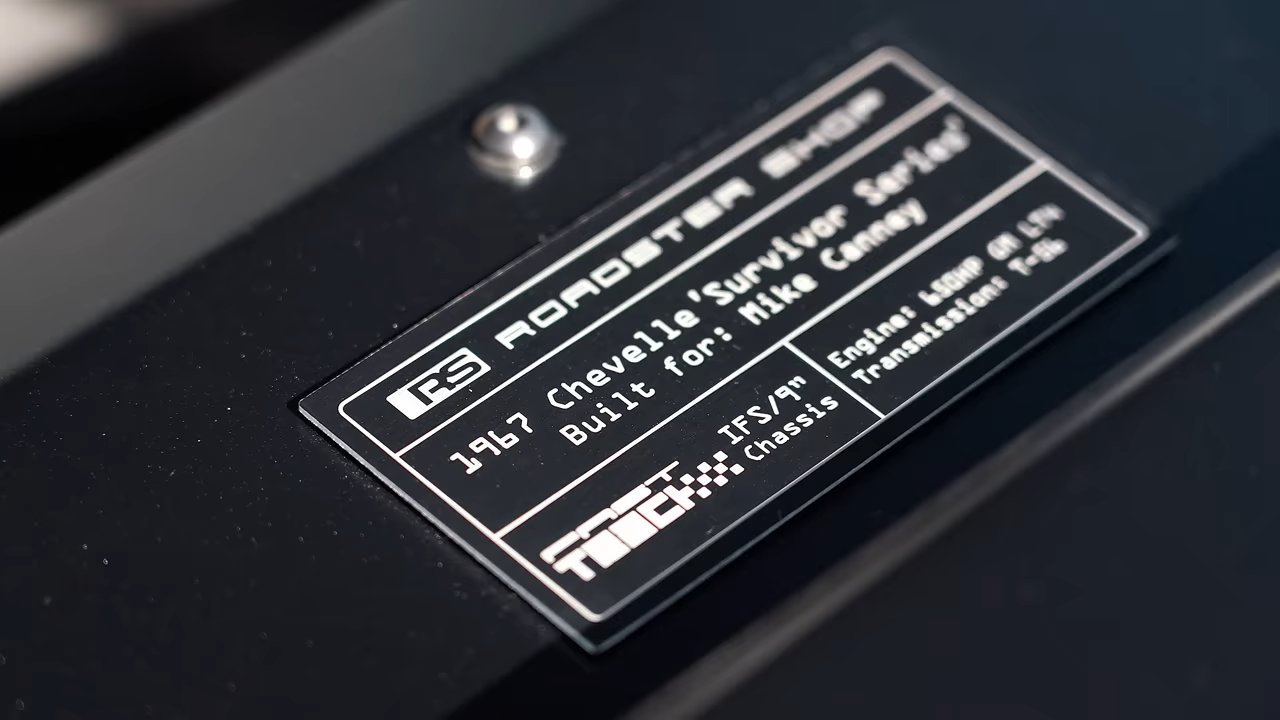 RS ROADSTER SHOP
1967 Chevelle 'Survivor Series'
Built for: Mike Canney
FAST TRACK
IFS/9"
Chassis
Engine: 650HP GM LT4
Transmission: T-56